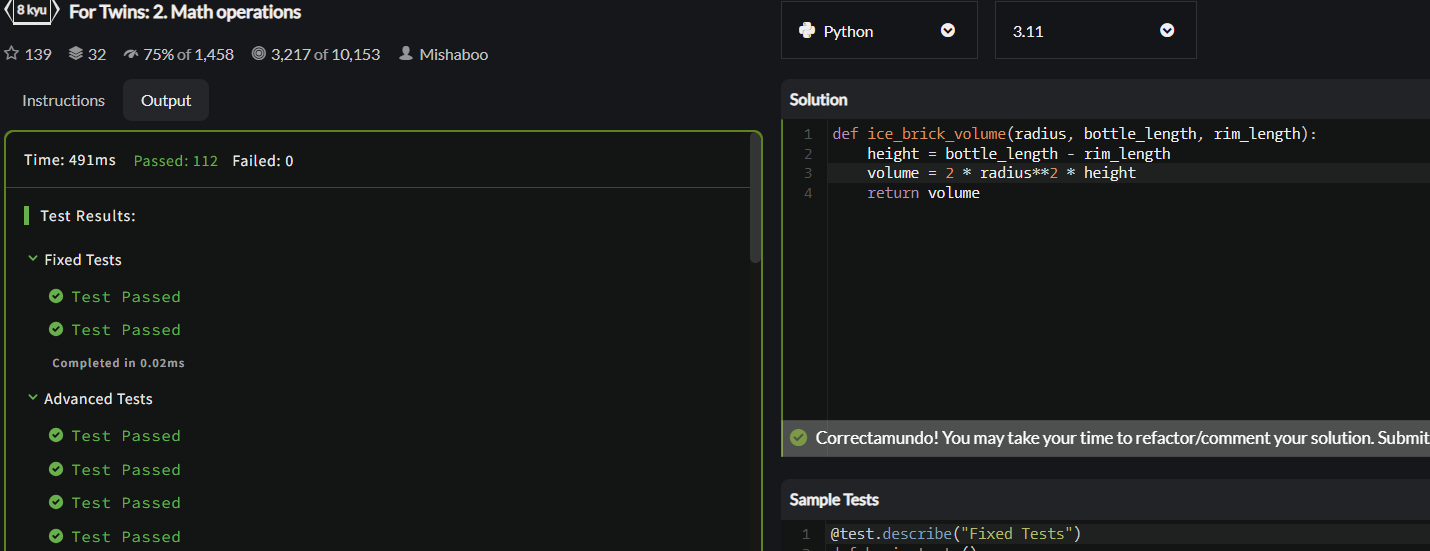 8 kyu For Twins: 2. Math operations
139 32 75% of 1,458 3,217 of 10,153 Mishaboo
Instructions Output
Time: 491ms Passed: 112 Failed: 0
Test Results:
Fixed Tests
Test Passed
Test Passed
Completed in 0.02ms
Advanced Tests
Test Passed
Test Passed
Test Passed
Test Passed
Python 3.11
Solution
1 def ice_brick_volume(radius, bottle_length, rim_length):
2 height = bottle_length - rim_length
3 volume = 2 * radius**2 * height
4 return volume
Correctamundo! You may take your time to refactor/comment your solution. Submit
Sample Tests
1 @test.describe("Fixed Tests")